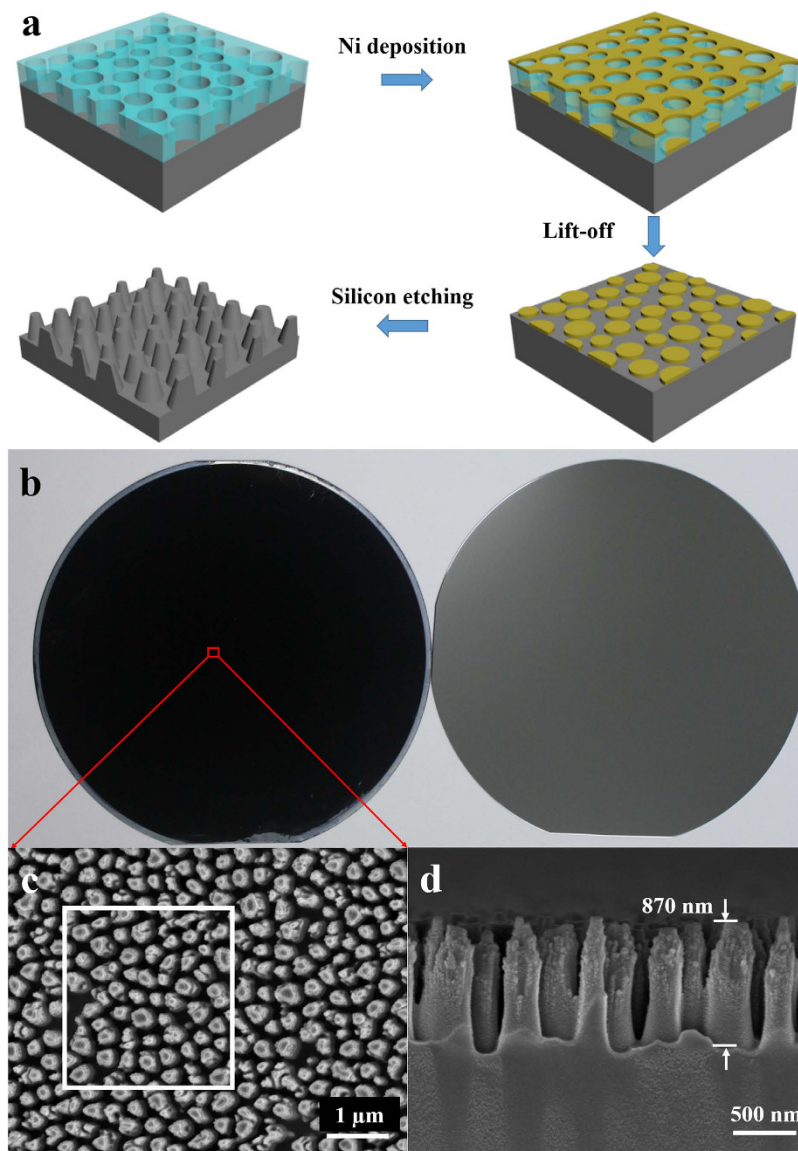 a
Ni deposition
Lift-off
Silicon etching
b
c
1 μm
d
870 nm
500 nm